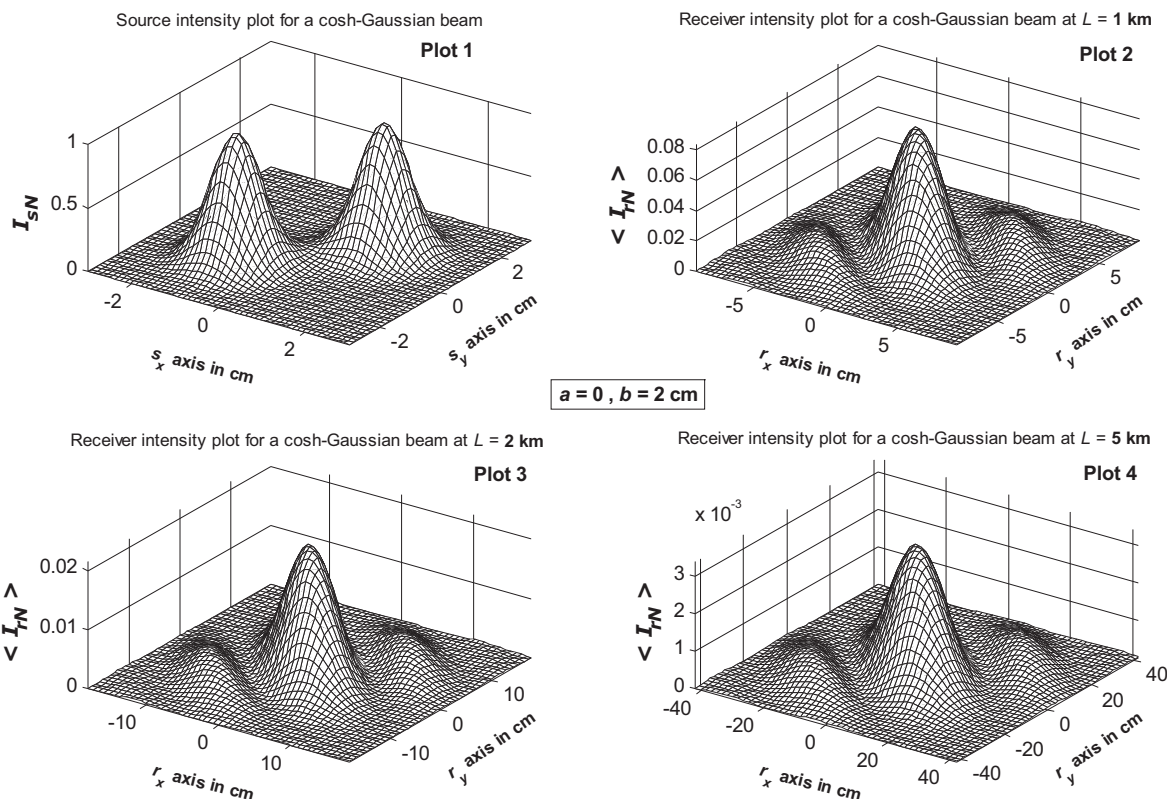 Source intensity plot for a cosh-Gaussian beam
Plot 1
1
0.5
0
I_sN
-2
0
2
s_x axis in cm
-2
0
2
s_y axis in cm
Receiver intensity plot for a cosh-Gaussian beam at L = 1 km
Plot 2
0.08
0.06
0.04
0.02
0
< I_rN >
-5
0
5
r_x axis in cm
-5
0
5
r_y axis in cm
a = 0 , b = 2 cm
Receiver intensity plot for a cosh-Gaussian beam at L = 2 km
Plot 3
0.02
0.01
0
< I_rN >
-10
0
10
r_x axis in cm
-10
0
10
r_y axis in cm
Receiver intensity plot for a cosh-Gaussian beam at L = 5 km
Plot 4
x 10^-3
3
2
1
0
< I_rN >
-40
-20
0
20
40
r_x axis in cm
-40
-20
0
20
40
r_y axis in cm